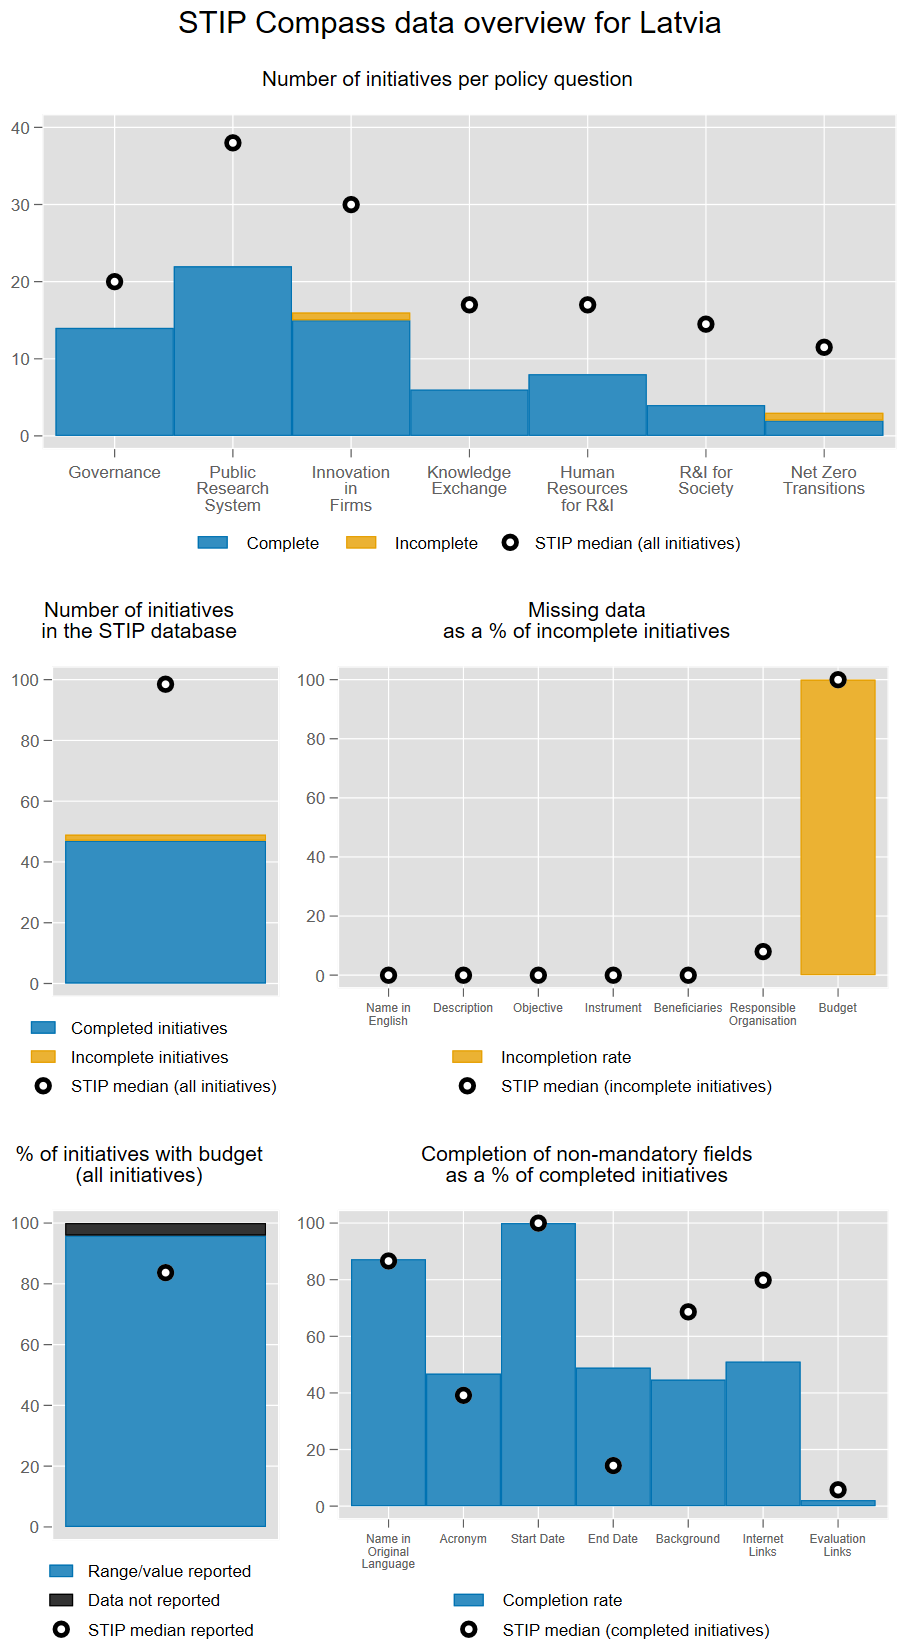 STIP Compass data overview for Latvia
Number of initiatives per policy question
40
30
20
10
0
Governance
Public
Research
System
Innovation
in
Firms
Knowledge
Exchange
Human
Resources
for R&I
R&I for
Society
Net Zero
Transitions
Complete
Incomplete
STIP median (all initiatives)
Number of initiatives
in the STIP database
100
80
60
40
20
0
Completed initiatives
Incomplete initiatives
STIP median (all initiatives)
Missing data
as a % of incomplete initiatives
100
80
60
40
20
0
Name in
English
Description
Objective
Instrument
Beneficiaries
Responsible
Organisation
Budget
Incompletion rate
STIP median (incomplete initiatives)
% of initiatives with budget
(all initiatives)
100
80
60
40
20
0
Range/value reported
Data not reported
STIP median reported
Completion of non-mandatory fields
as a % of completed initiatives
100
80
60
40
20
0
Name in
Original
Language
Acronym
Start Date
End Date
Background
Internet
Links
Evaluation
Links
Completion rate
STIP median (completed initiatives)